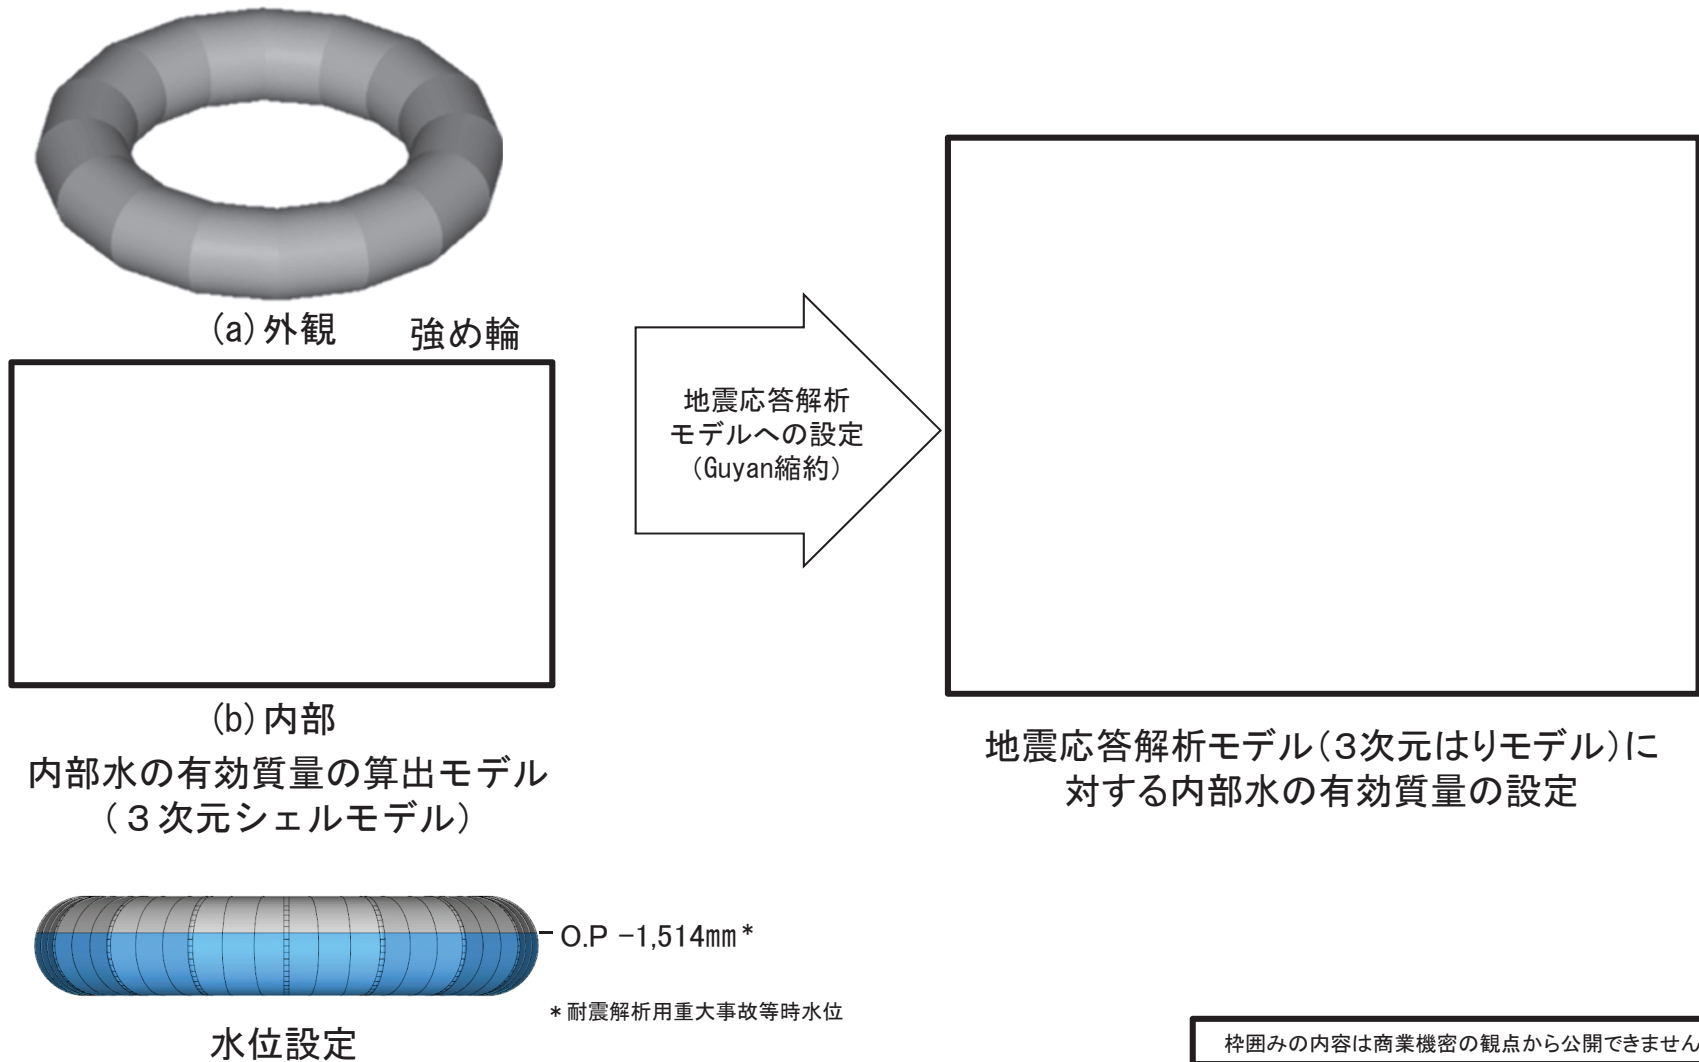 (a)外観
強め輪
(b)内部
内部水の有効質量の算出モデル
(３次元シェルモデル)
地震応答解析
モデルへの設定
(Guyan縮約)
地震応答解析モデル(３次元はりモデル)に
対する内部水の有効質量の設定
O.P －1,514mm*
*耐震解析用重大事故等時水位
水位設定
枠囲みの内容は商業機密の観点から公開できません